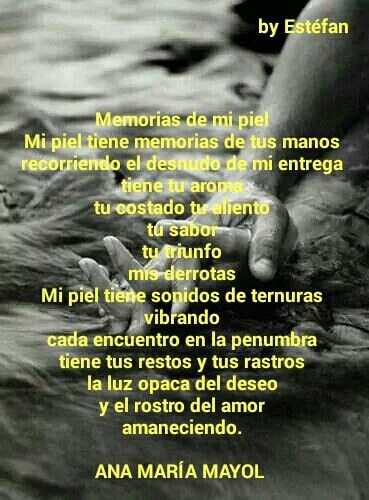 by Estéfan
Memorias de mi piel
Mi piel tiene memorias de tus manos
recorriendo el desnudo de mi entrega
tiene tu aroma
tu costado tu aliento
tu sabor
tu triunfo
mis derrotas
Mi piel tiene sonidos de ternuras
vibrando
cada encuentro en la penumbra
tiene tus restos y tus rastros
la luz opaca del deseo
y el rostro del amor
amaneciendo.
ANA MARÍA MAYOL